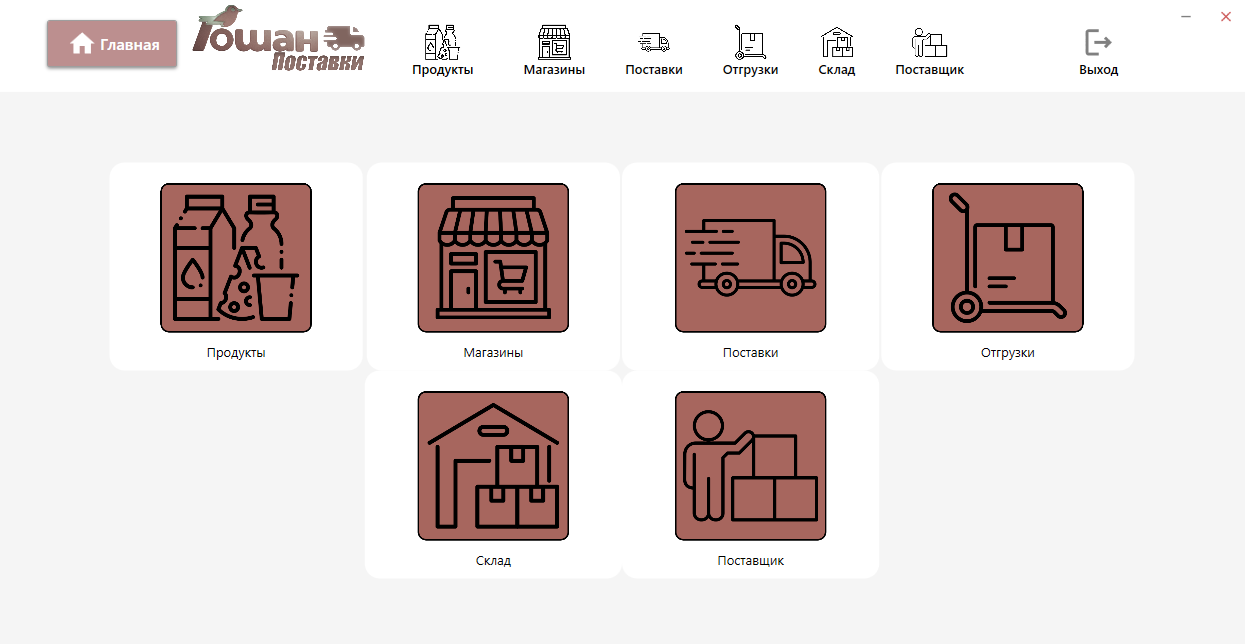 Главная
Гошан
Поставки
Продукты
Магазины
Поставки
Отгрузки
Склад
Поставщик
Выход
Продукты
Магазины
Поставки
Отгрузки
Склад
Поставщик